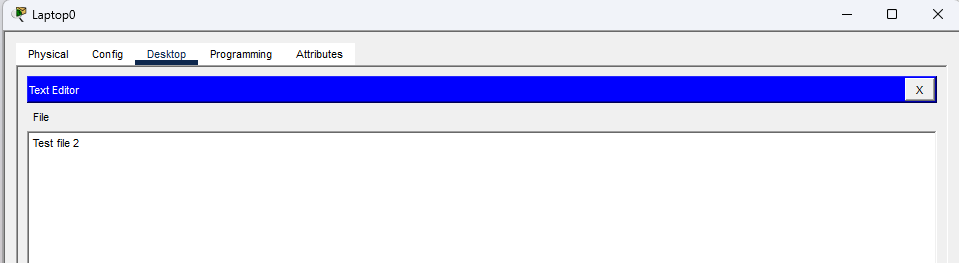 Laptop0
Physical Config Desktop Programming Attributes
Text Editor X
File
Test file 2